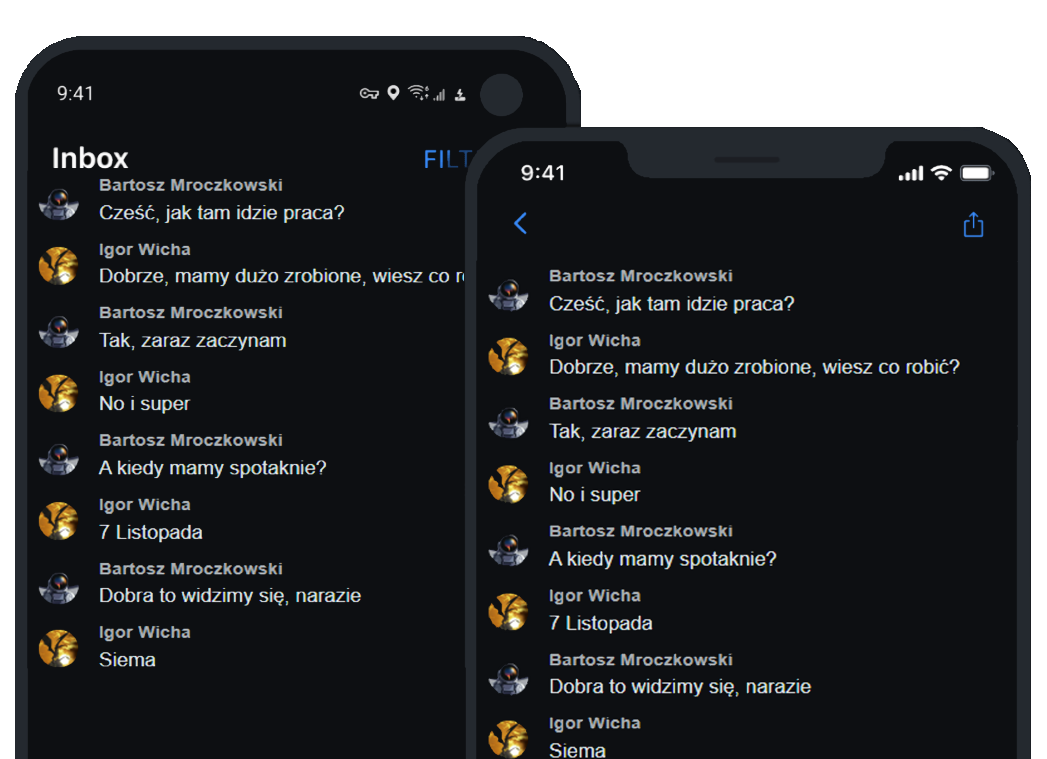 9:41
Inbox
FILT
Bartosz Mroczkowski
Cześć, jak tam idzie praca?
Igor Wicha
Dobrze, mamy dużo zrobione, wiesz co
Bartosz Mroczkowski
Tak, zaraz zaczynam
Igor Wicha
No i super
Bartosz Mroczkowski
A kiedy mamy spotaknie?
Igor Wicha
7 Listopada
Bartosz Mroczkowski
Dobra to widzimy się, narazie
Igor Wicha
Siema
9:41
Bartosz Mroczkowski
Cześć, jak tam idzie praca?
Igor Wicha
Dobrze, mamy dużo zrobione, wiesz co robić?
Bartosz Mroczkowski
Tak, zaraz zaczynam
Igor Wicha
No i super
Bartosz Mroczkowski
A kiedy mamy spotaknie?
Igor Wicha
7 Listopada
Bartosz Mroczkowski
Dobra to widzimy się, narazie
Igor Wicha
Siema